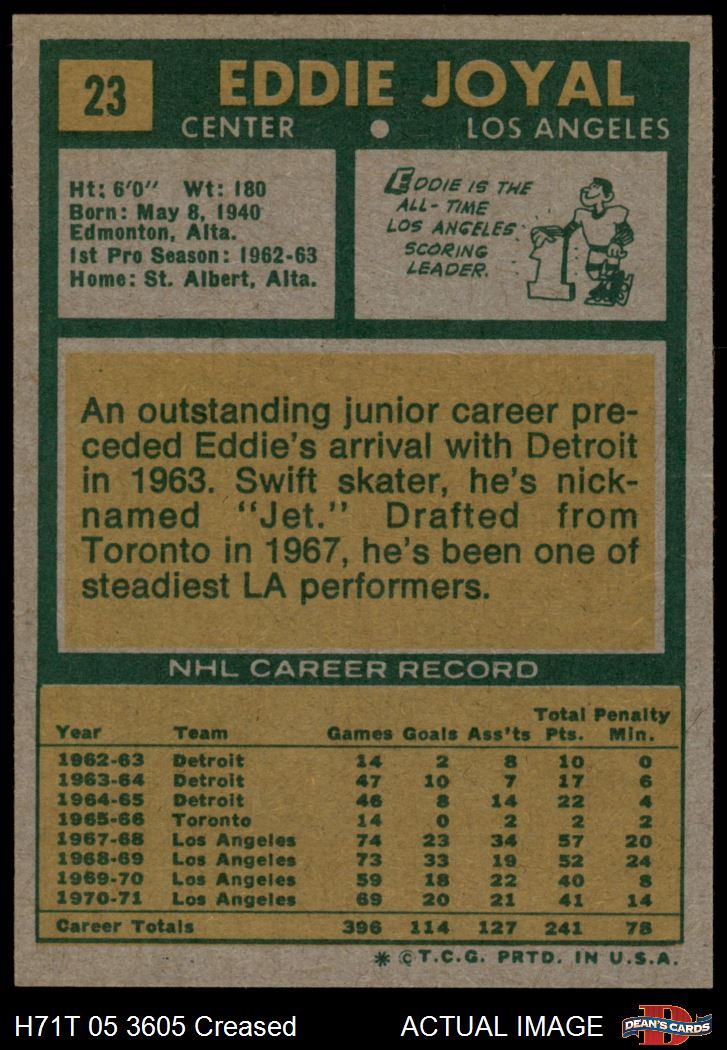 23
EDDIE JOYAL
CENTER • LOS ANGELES
Ht: 6'0" Wt: 180
Born: May 8, 1940
Edmonton, Alta.
1st Pro Season: 1962-63
Home: St. Albert, Alta.
EDDIE IS THE
ALL-TIME
LOS ANGELES
SCORING
LEADER.
1
An outstanding junior career pre-
ceded Eddie's arrival with Detroit
in 1963. Swift skater, he's nick-
named "Jet." Drafted from
Toronto in 1967, he's been one of
steadiest LA performers.
NHL CAREER RECORD
Year Team Games Goals Ass'ts Total Pts. Penalty Min.
1962-63 Detroit 14 2 8 10 0
1963-64 Detroit 47 10 7 17 6
1964-65 Detroit 46 8 14 22 4
1965-66 Toronto 14 0 2 2 2
1967-68 Los Angeles 74 23 34 57 20
1968-69 Los Angeles 73 33 19 52 24
1969-70 Los Angeles 59 18 22 40 8
1970-71 Los Angeles 69 20 21 41 14
Career Totals 396 114 127 241 78
* © T.C.G. PRTD. IN U.S.A.
H71T 05 3605 Creased ACTUAL IMAGE
D
DEAN'S CARDS